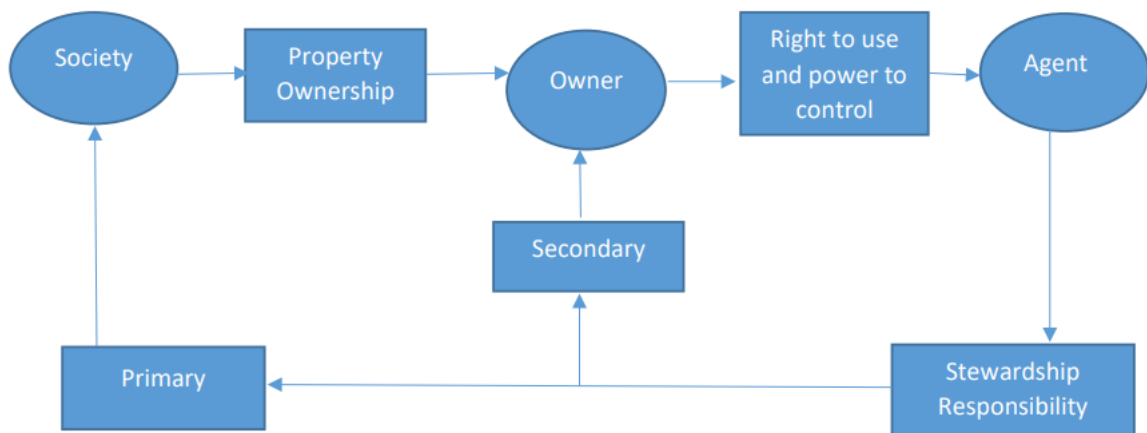 Society
Property
Ownership
Owner
Right to use
and power to
control
Agent
Secondary
Primary
Stewardship
Responsibility